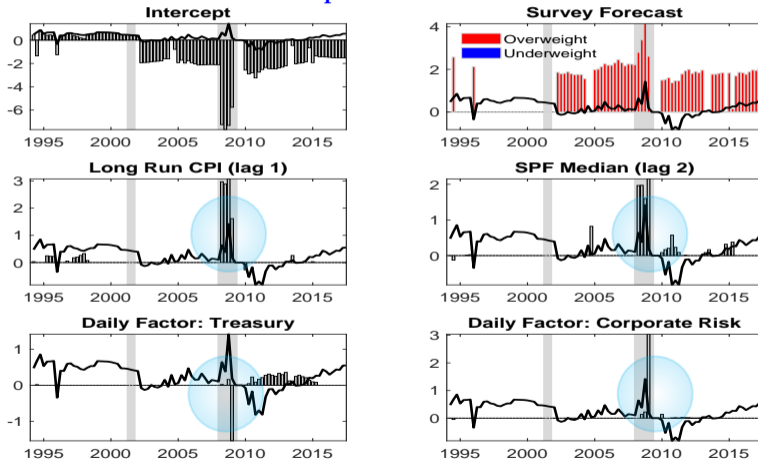 Intercept
0
-2
-4
-6
1995 2000 2005 2010 2015
Survey Forecast
4
2
0
Overweight
Underweight
1995 2000 2005 2010 2015
Long Run CPI (lag 1)
3
2
1
0
1995 2000 2005 2010 2015
SPF Median (lag 2)
2
1
0
1995 2000 2005 2010 2015
Daily Factor: Treasury
1
0
-1
1995 2000 2005 2010 2015
Daily Factor: Corporate Risk
3
2
1
0
1995 2000 2005 2010 2015